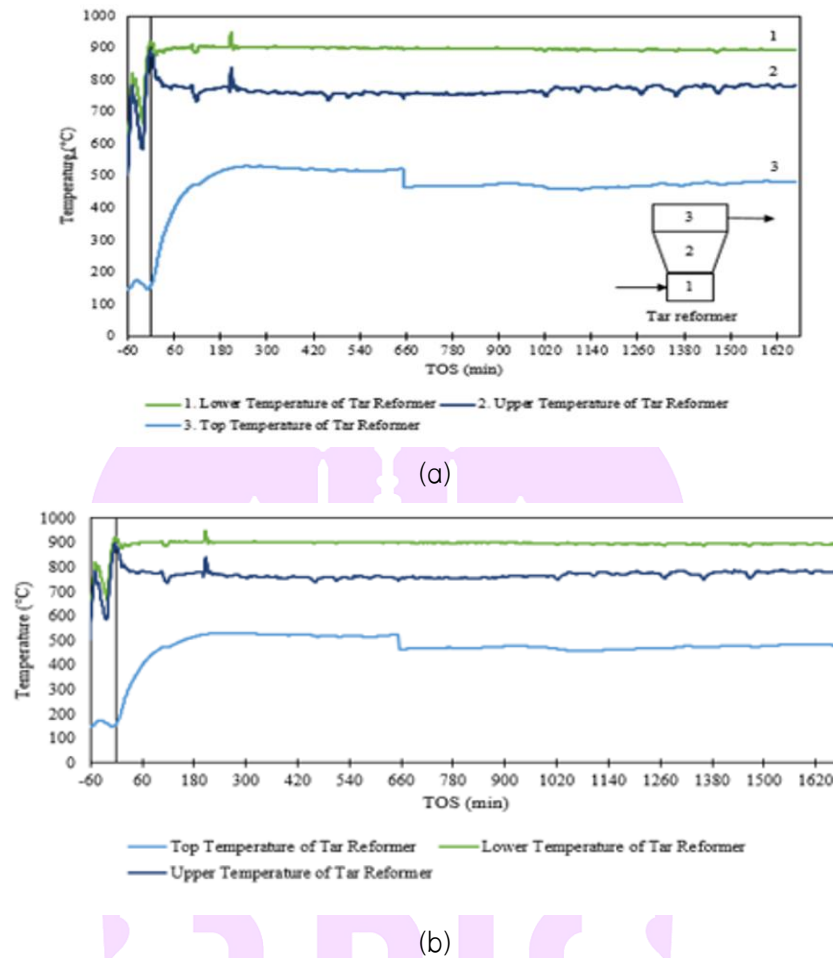 1000
900
800
700
600
500
400
300
200
100
0
Temperature (°C)
1
2
3
3
2
1
Tar reformer
-60 60 180 300 420 540 660 780 900 1020 1140 1260 1380 1500 1620
TOS (min)
1. Lower Temperature of Tar Reformer 2. Upper Temperature of Tar Reformer
3. Top Temperature of Tar Reformer
(a)
1000
900
800
700
600
500
400
300
200
100
0
Temperature (°C)
-60 60 180 300 420 540 660 780 900 1020 1140 1260 1380 1500 1620
TOS (min)
Top Temperature of Tar Reformer Lower Temperature of Tar Reformer
Upper Temperature of Tar Reformer
(b)